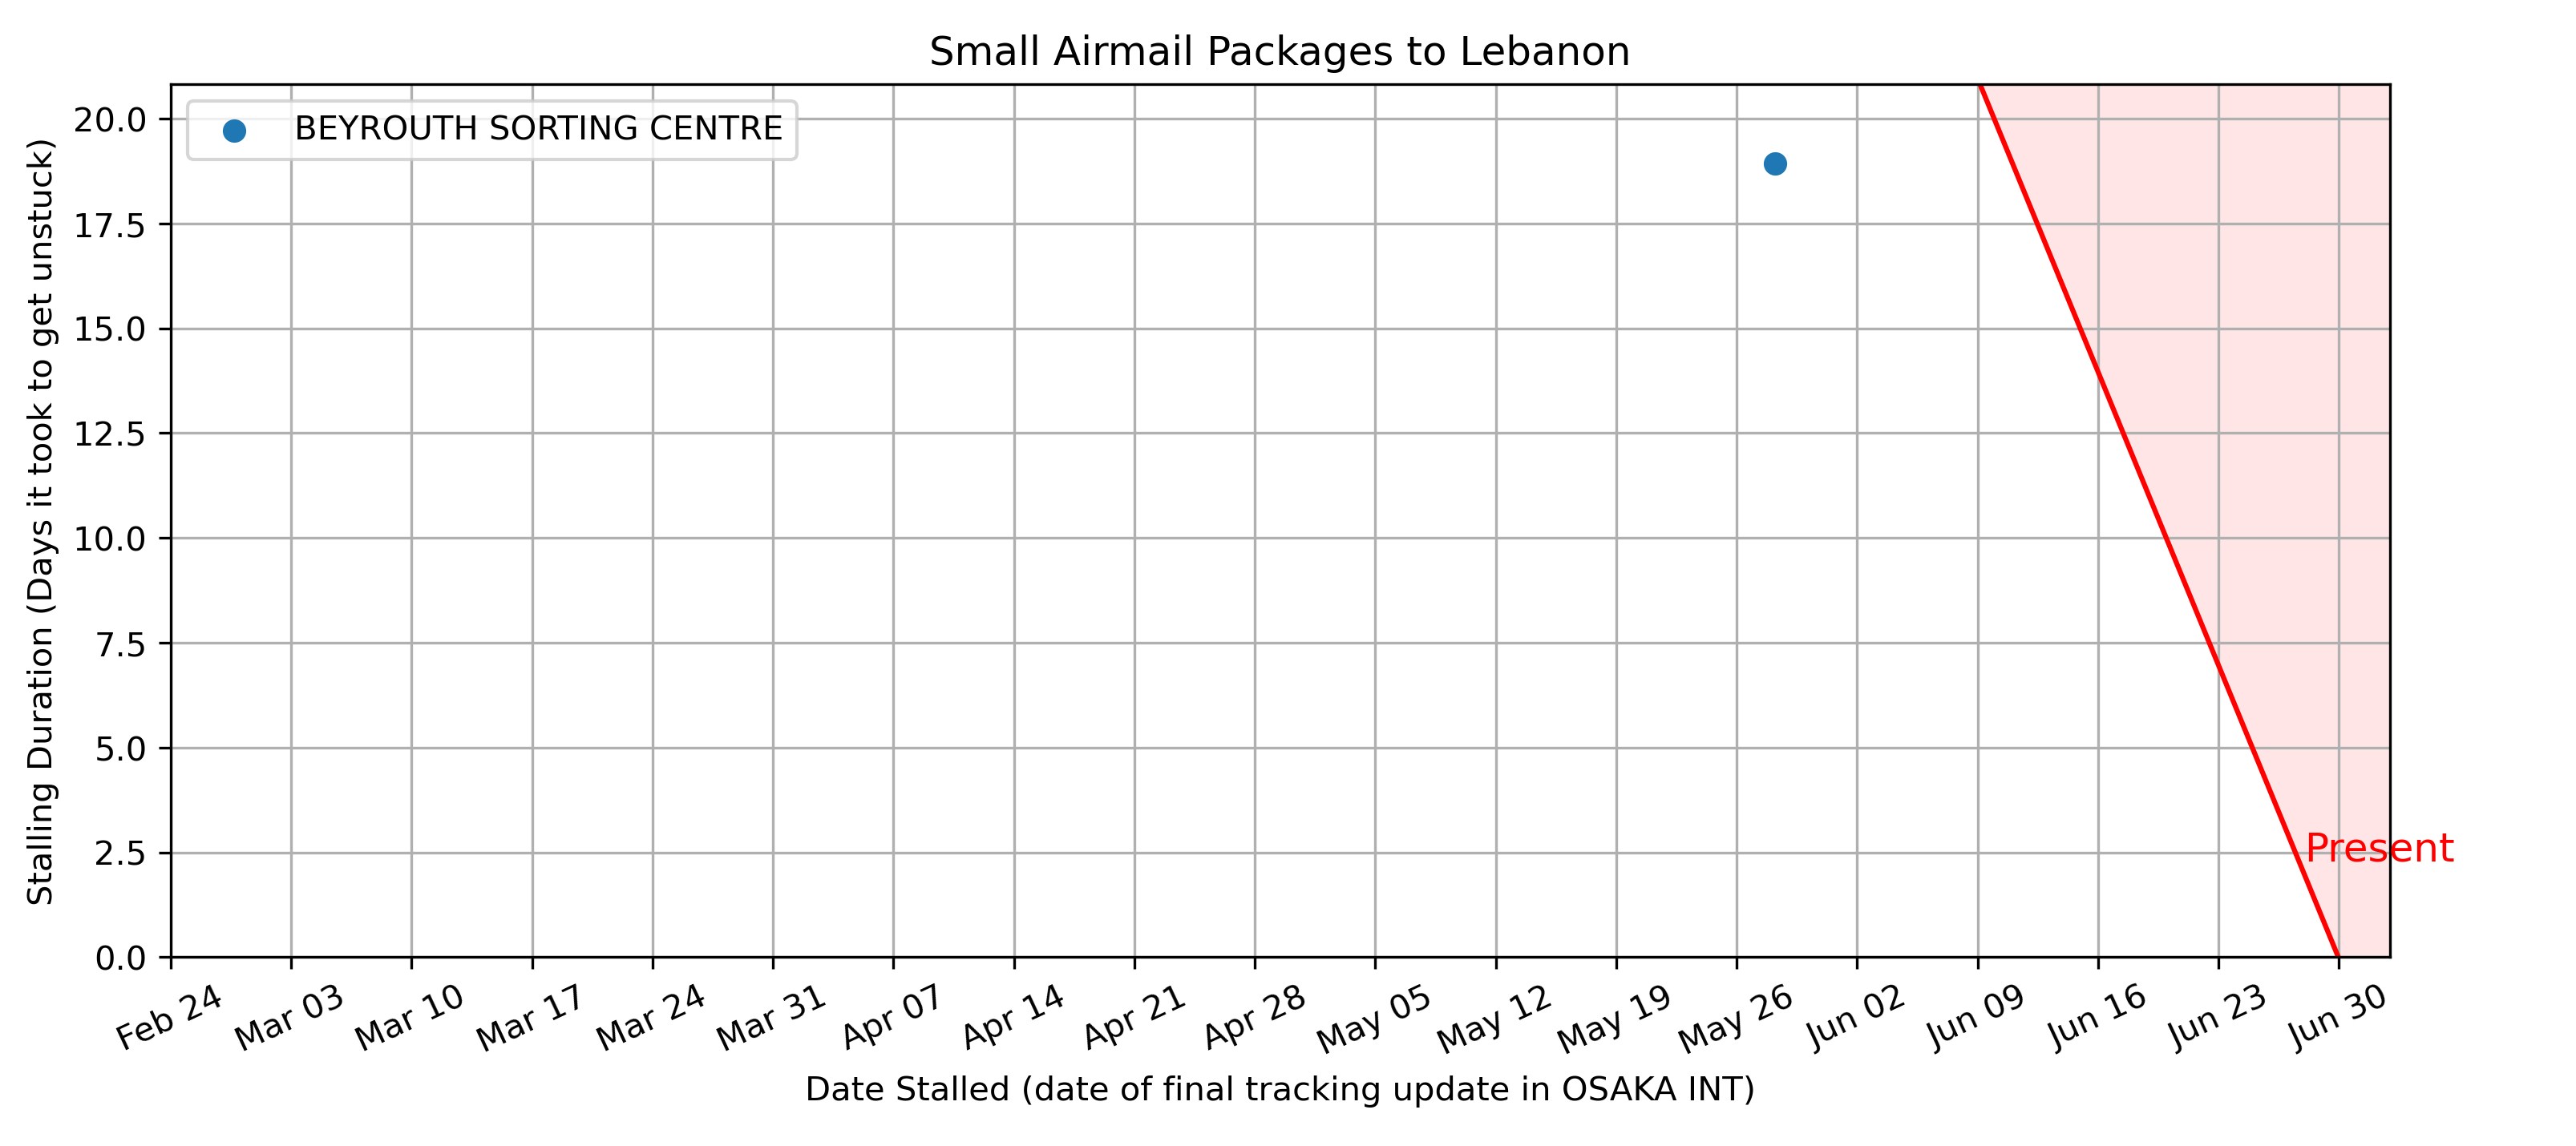 Small Airmail Packages to Lebanon
BEYROUTH SORTING CENTRE
Stalling Duration (Days it took to get unstuck)
20.0
17.5
15.0
12.5
10.0
7.5
5.0
2.5
0.0
Present
Feb 24
Mar 03
Mar 10
Mar 17
Mar 24
Mar 31
Apr 07
Apr 14
Apr 21
Apr 28
May 05
May 12
May 19
May 26
Jun 02
Jun 09
Jun 16
Jun 23
Jun 30
Date Stalled (date of final tracking update in OSAKA INT)